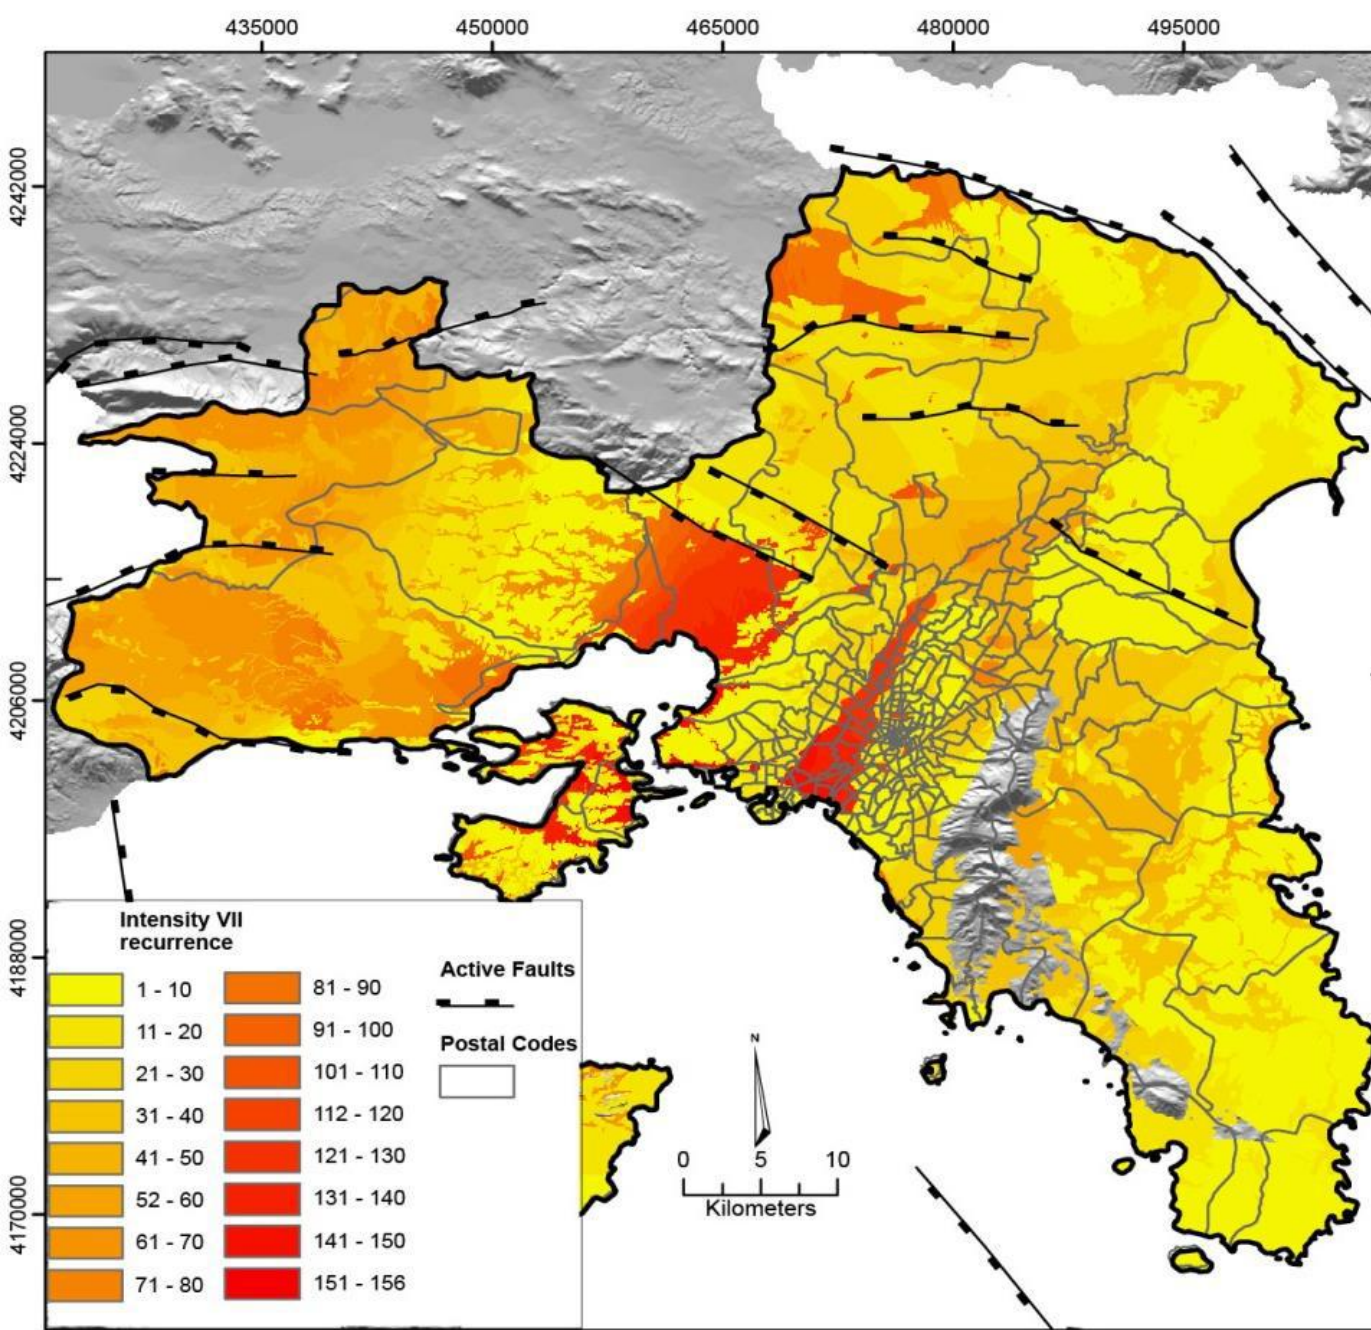 435000 450000 465000 480000 495000
4242000
4224000
4206000
4188000
4170000
Intensity VII
recurrence
1 - 10
11 - 20
21 - 30
31 - 40
41 - 50
52 - 60
61 - 70
71 - 80
81 - 90
91 - 100
101 - 110
112 - 120
121 - 130
131 - 140
141 - 150
151 - 156
Active Faults
Postal Codes
N
0 5 10
Kilometers